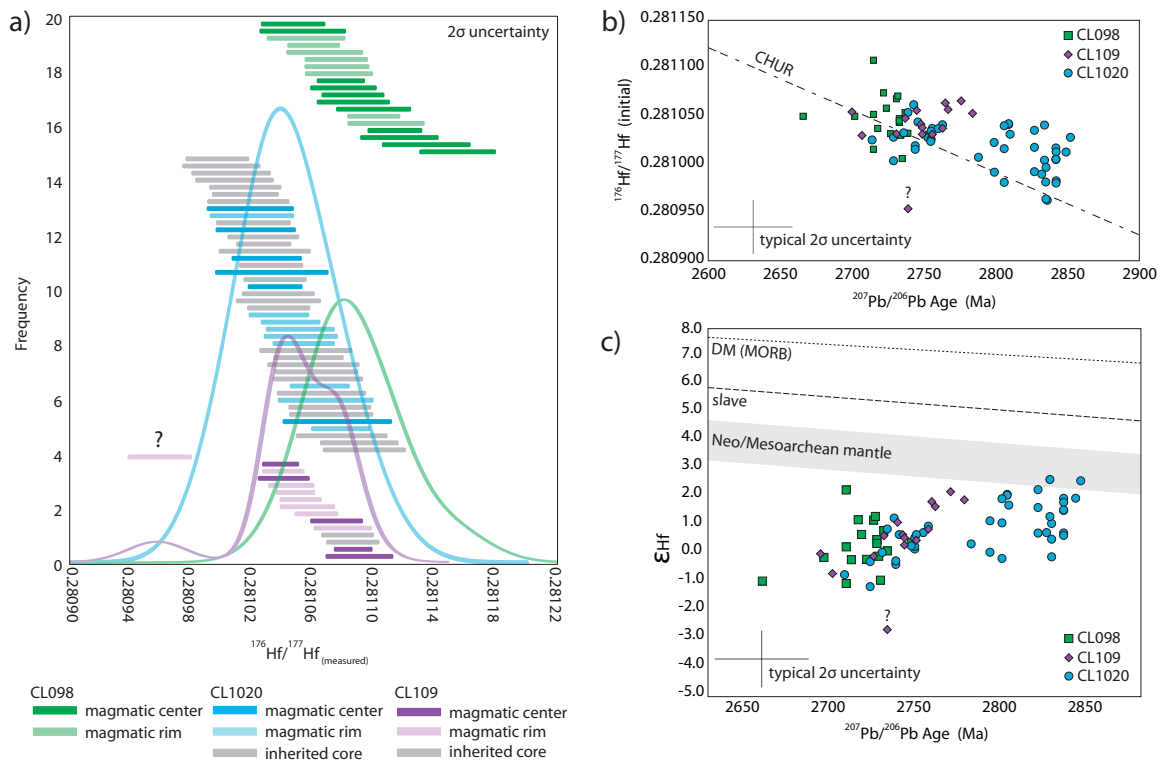 a)
2σ uncertainty
20
18
16
14
12
10
8
6
4
2
0
Frequency
?
0.28090
0.28094
0.28098
0.28102
0.28106
0.28110
0.28114
0.28118
0.28122
176Hf/177Hf (measured)
CL098
magmatic center
magmatic rim
CL1020
magmatic center
magmatic rim
inherited core
CL109
magmatic center
magmatic rim
inherited core
b)
0.281150
0.281100
0.281050
0.281000
0.280950
0.280900
176Hf/177Hf (initial)
CHUR
CL098
CL109
CL1020
?
typical 2σ uncertainty
2600
2700
2750
2800
2850
2900
207Pb/206Pb Age (Ma)
c)
8.0
7.0
6.0
5.0
4.0
3.0
2.0
1.0
0.0
-1.0
-2.0
-3.0
-4.0
-5.0
εHf
DM (MORB)
slave
Neo/Mesoarchean mantle
?
typical 2σ uncertainty
CL098
CL109
CL1020
2650
2700
2750
2800
2850
207Pb/206Pb Age (Ma)